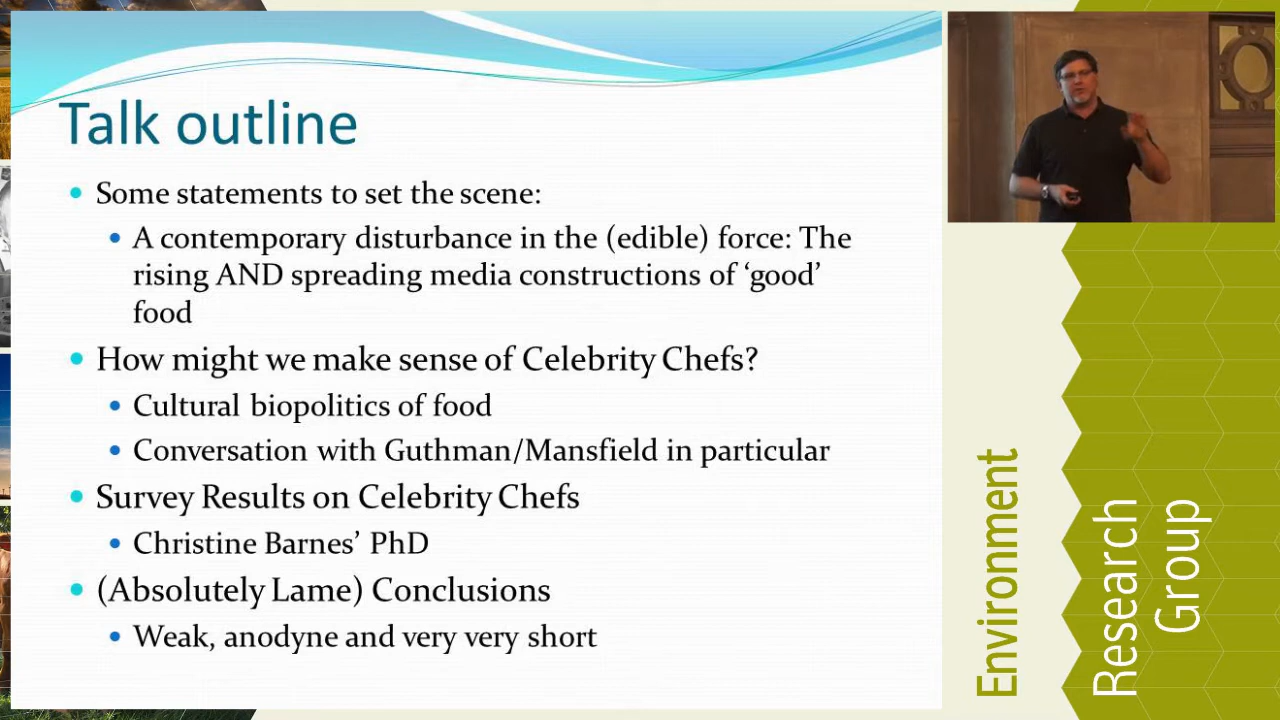 Talk outline
Some statements to set the scene:
A contemporary disturbance in the (edible) force: The
rising AND spreading media constructions of ‘good’
food
How might we make sense of Celebrity Chefs?
Cultural biopolitics of food
Conversation with Guthman/Mansfield in particular
Survey Results on Celebrity Chefs
Christine Barnes’ PhD
(Absolutely Lame) Conclusions
Weak, anodyne and very very short
Environment
Research
Group